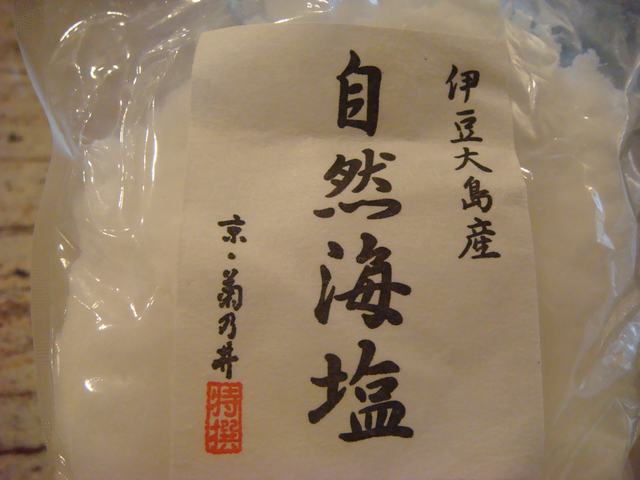 伊豆大島産
自然海塩
京・菊乃井
特撰